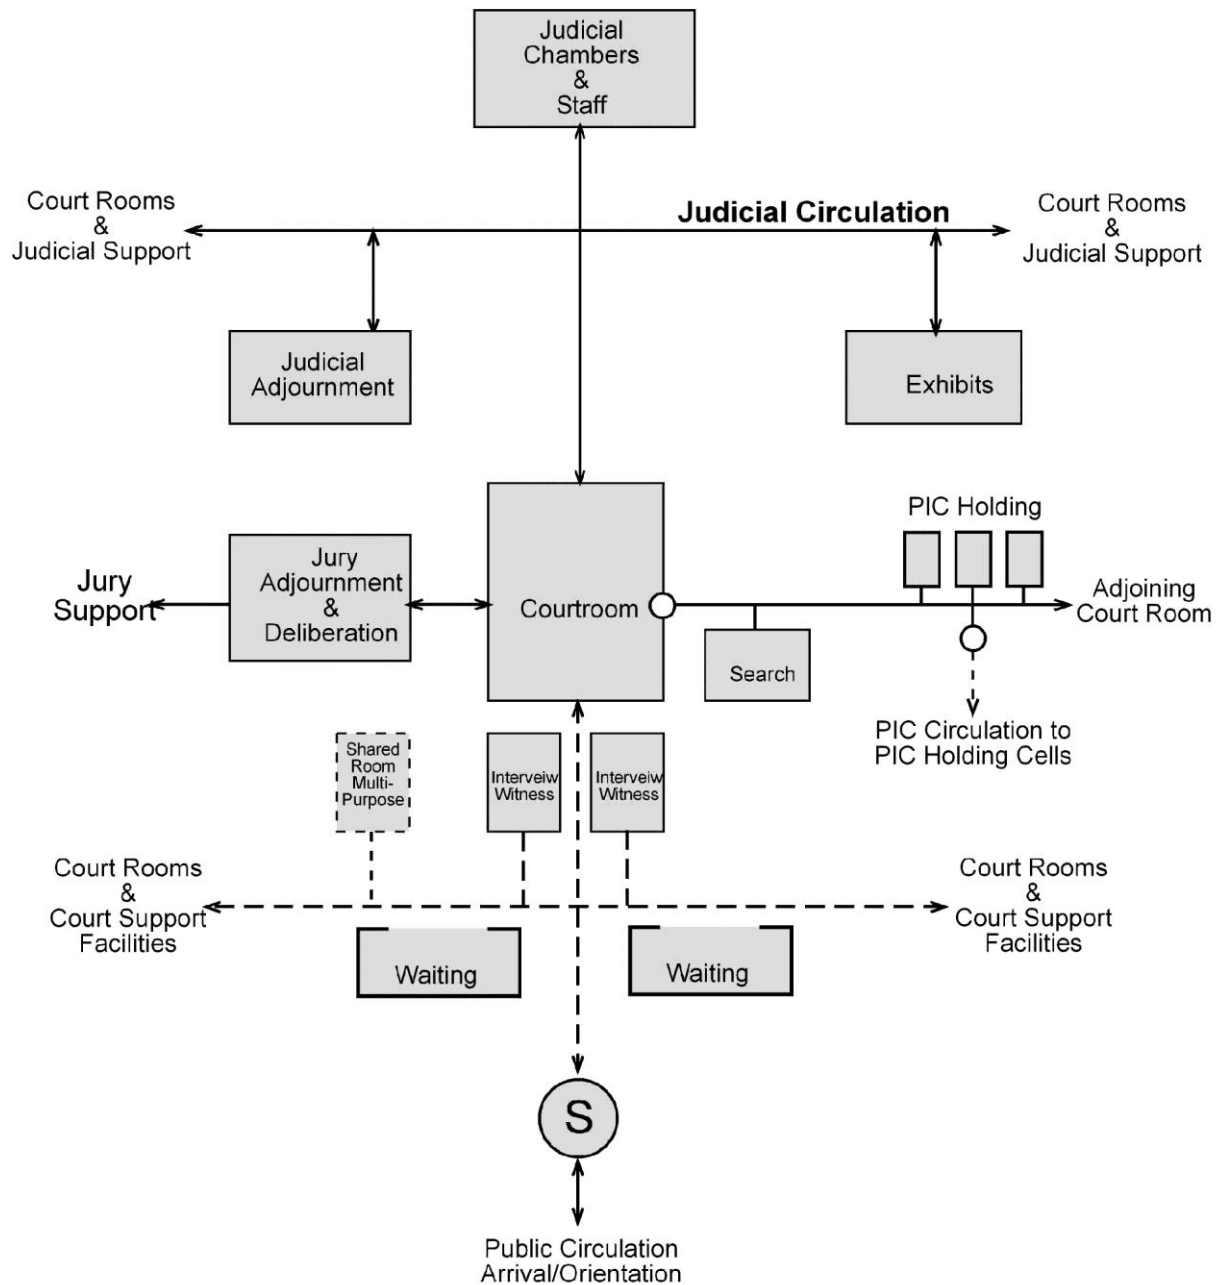 Judicial
Chambers
&
Staff
Court Rooms
&
Judicial Support
Judicial Circulation
Court Rooms
&
Judicial Support
Judicial
Adjournment
Exhibits
PIC Holding
Jury
Support
Jury
Adjournment
&
Deliberation
Courtroom
Adjoining
Court Room
Search
PIC Circulation to
PIC Holding Cells
Shared
Room
Multi-
Purpose
Interveiw
Witness
Interveiw
Witness
Court Rooms
&
Court Support
Facilities
Court Rooms
&
Court Support
Facilities
Waiting
Waiting
S
Public Circulation
Arrival/Orientation